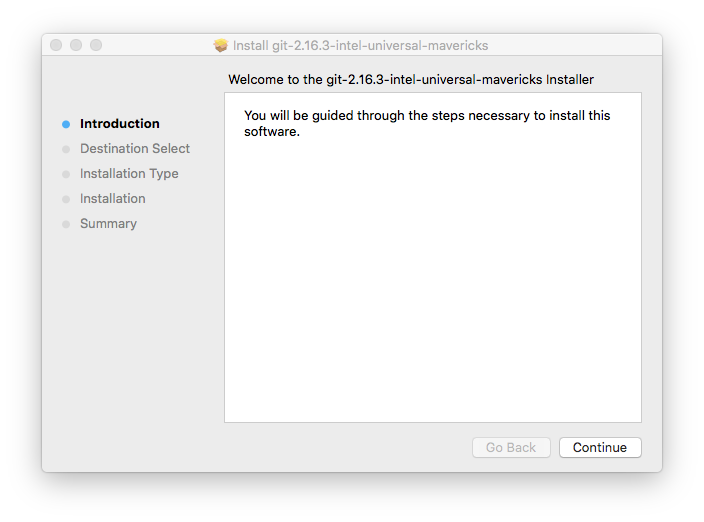 Install git-2.16.3-intel-universal-mavericks
Welcome to the git-2.16.3-intel-universal-mavericks Installer
Introduction
Destination Select
Installation Type
Installation
Summary
You will be guided through the steps necessary to install this
software.
Go Back
Continue